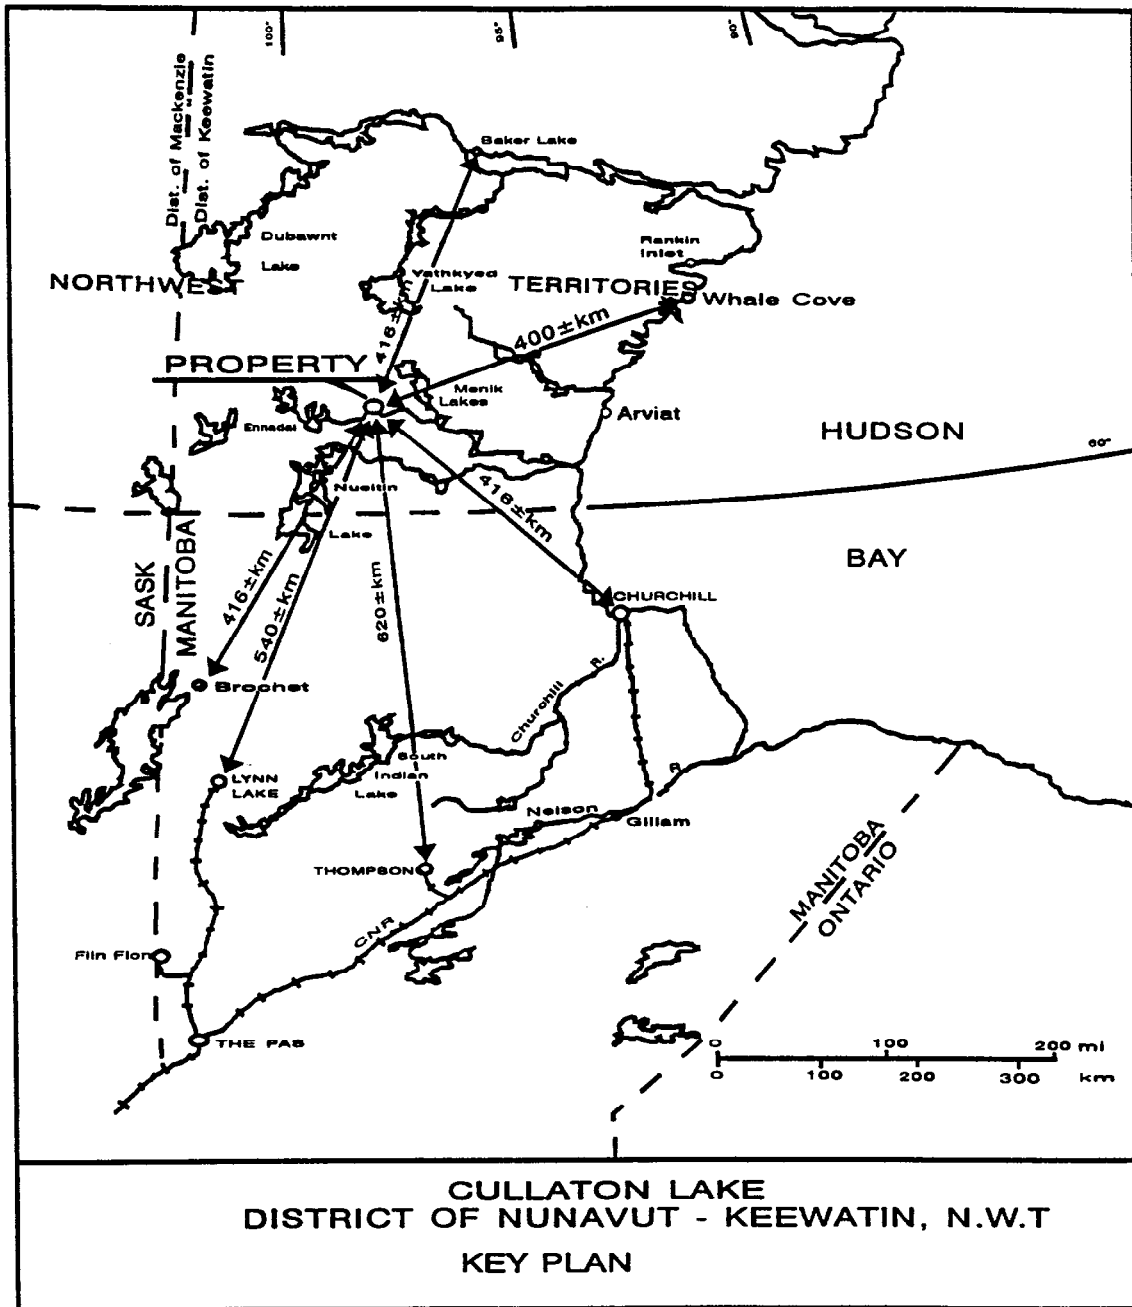 100°
95°
90°
Dist. of Mackenzie
Dist. of Keewatin
Baker Lake
Dubawnt
Lake
Rankin
Inlet
Yathkyed
Lake
NORTHWEST
TERRITORIES
Whale Cove
416±km
400±km
PROPERTY
Menik
Lakes
Arviat
Ennadai
HUDSON
60°
Nueltin
Lake
418±km
BAY
SASK
MANITOBA
416±km
540±km
620±km
CHURCHILL
Brochet
Churchill
R.
South
Indian
Lake
LYNN
LAKE
R.
Nelson
Gillam
THOMPSON
MANITOBA
ONTARIO
CNR
Flin Flon
THE PAS
0 100 200 mi
0 100 200 300 km
CULLATON LAKE
DISTRICT OF NUNAVUT - KEEWATIN, N.W.T
KEY PLAN